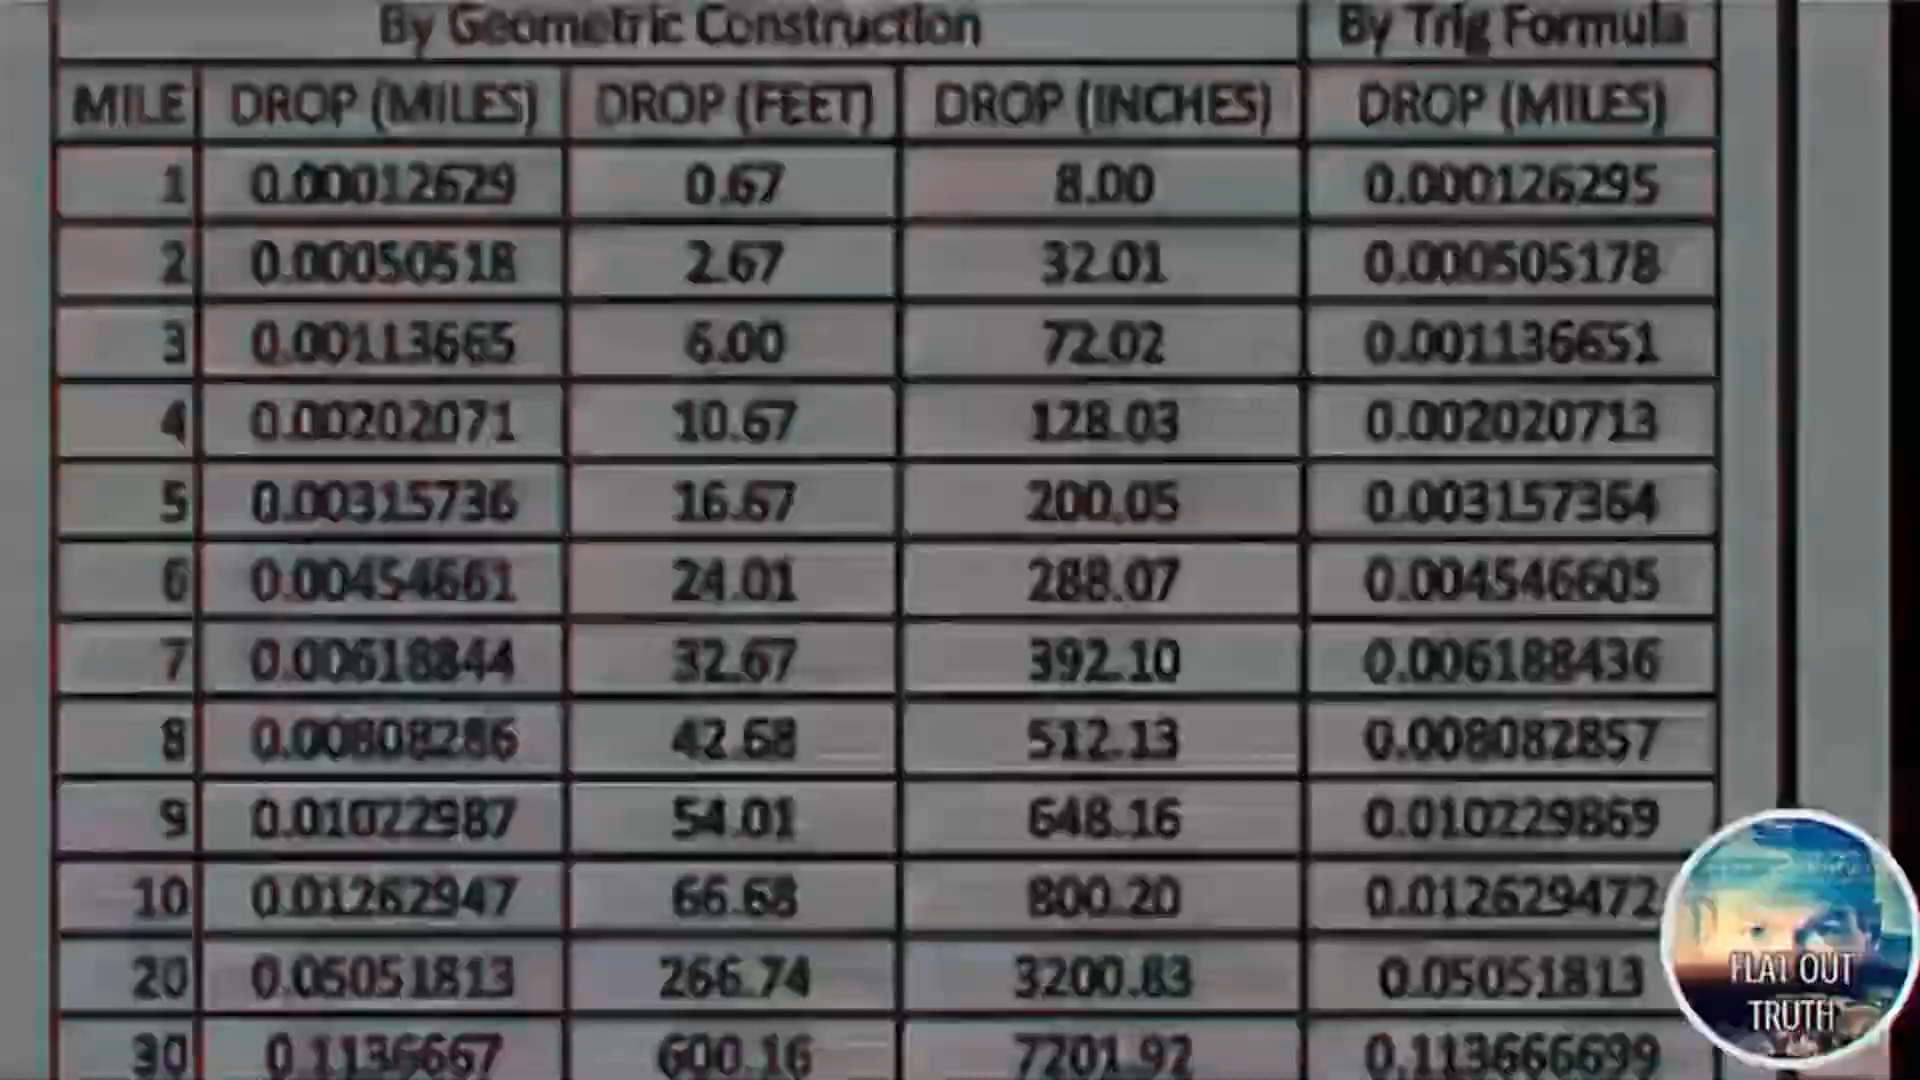 By Geometric Construction By Trig Formula
MILE DROP (MILES) DROP (FEET) DROP (INCHES) DROP (MILES)
1 0.00012629 0.67 8.00 0.000126295
2 0.00050518 2.67 32.01 0.000505178
3 0.00113665 6.00 72.02 0.001136651
4 0.00202071 10.67 128.03 0.002020713
5 0.00315736 16.67 200.05 0.003157364
6 0.00454661 24.01 288.07 0.004546605
7 0.00618844 32.67 392.10 0.006188436
8 0.00808286 42.68 512.13 0.008082857
9 0.01022987 54.01 648.16 0.010229869
10 0.01262947 66.68 800.20 0.012629472
20 0.05051813 266.74 3200.83 0.05051813
30 0.1136667 600.16 7201.92 0.113666699
FLAT OUT
TRUTH